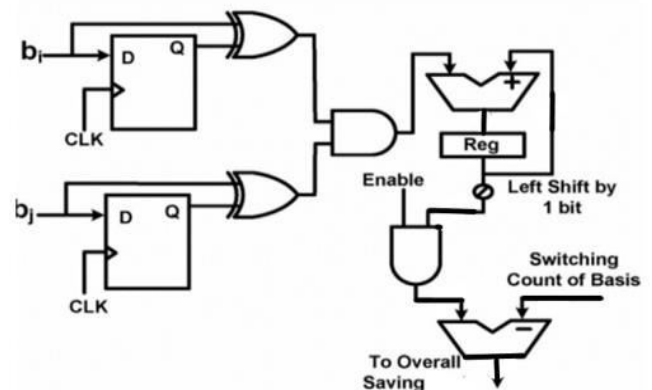 bi
D
Q
CLK
+
Reg
Enable
Left Shift by
1 bit
bj
D
Q
CLK
Switching
Count of Basis
−
To Overall
Saving